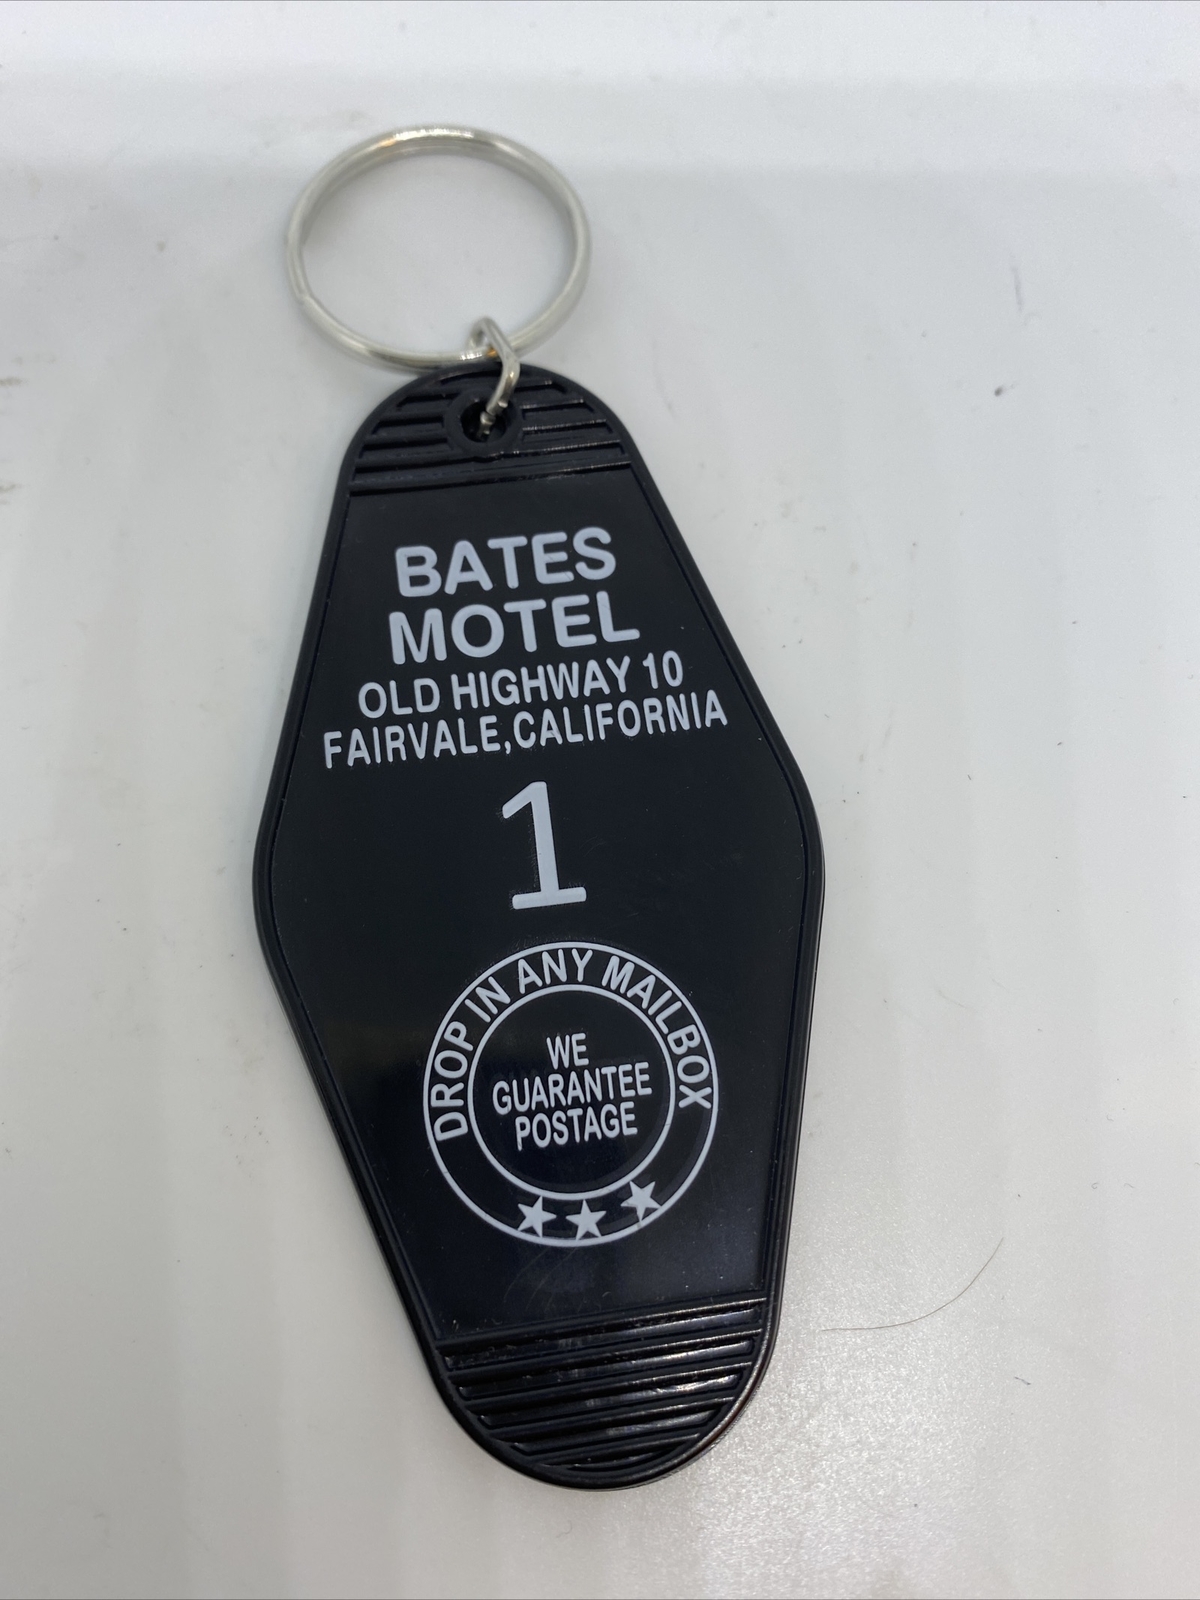 BATES
MOTEL
OLD HIGHWAY 10
FAIRVALE,CALIFORNIA
1
DROP IN ANY MAILBOX
WE
GUARANTEE
POSTAGE